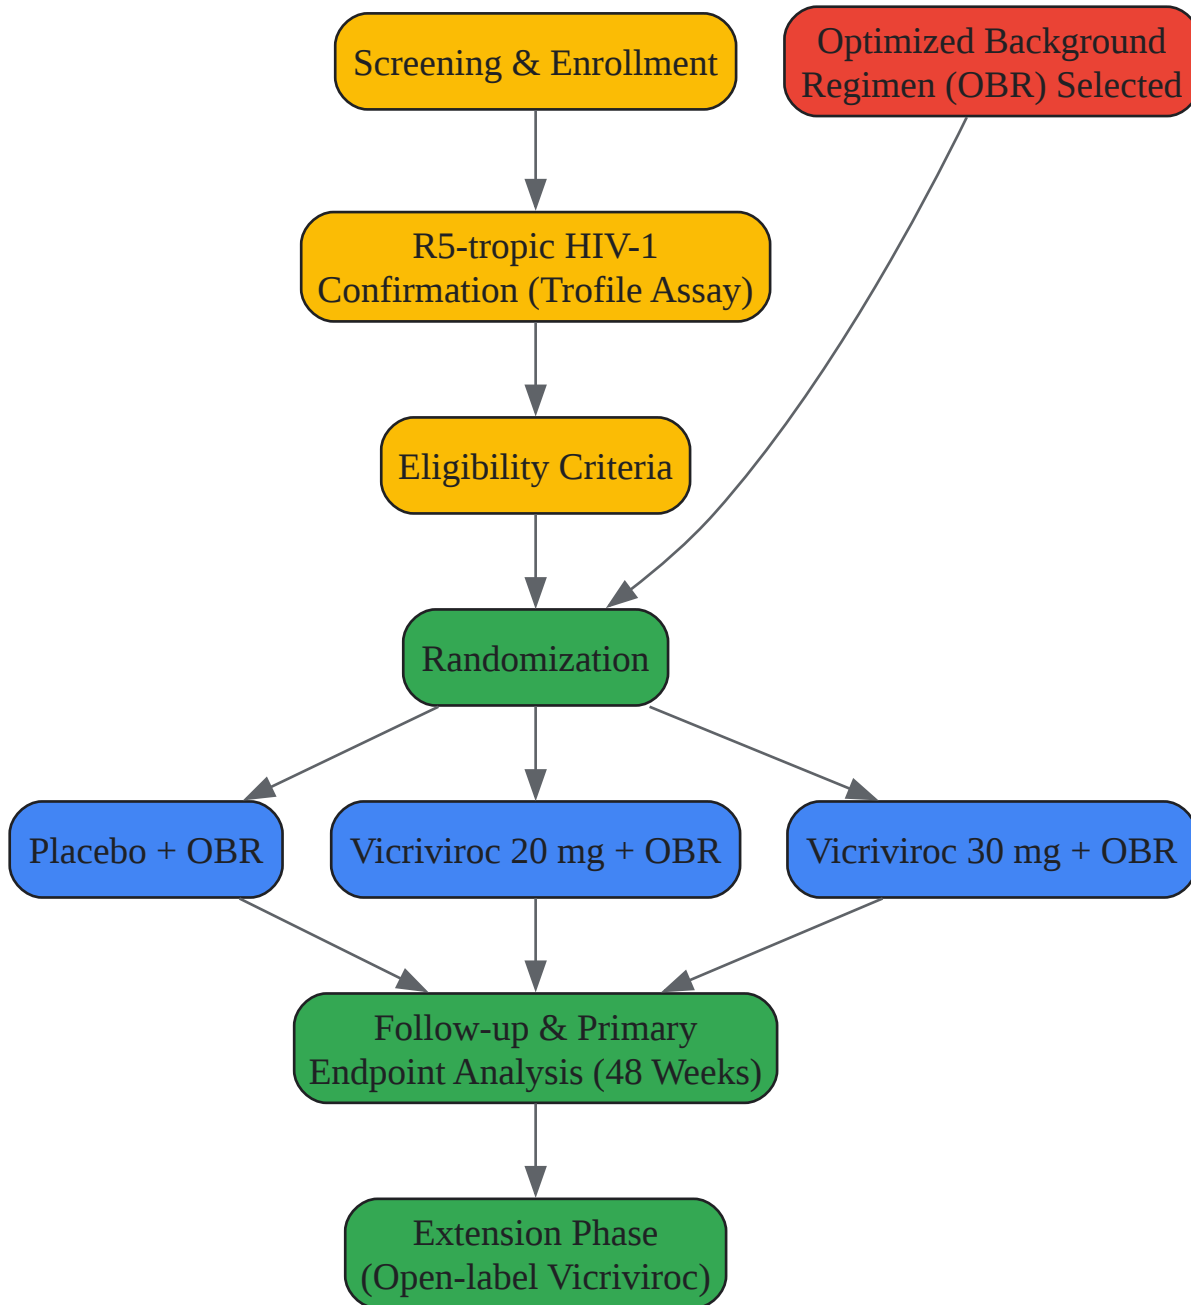 Screening & Enrollment
Optimized Background
Regimen (OBR) Selected
R5-tropic HIV-1
Confirmation (Trofile Assay)
Eligibility Criteria
Randomization
Placebo + OBR
Vicriviroc 20 mg + OBR
Vicriviroc 30 mg + OBR
Follow-up & Primary
Endpoint Analysis (48 Weeks)
Extension Phase
(Open-label Vicriviroc)